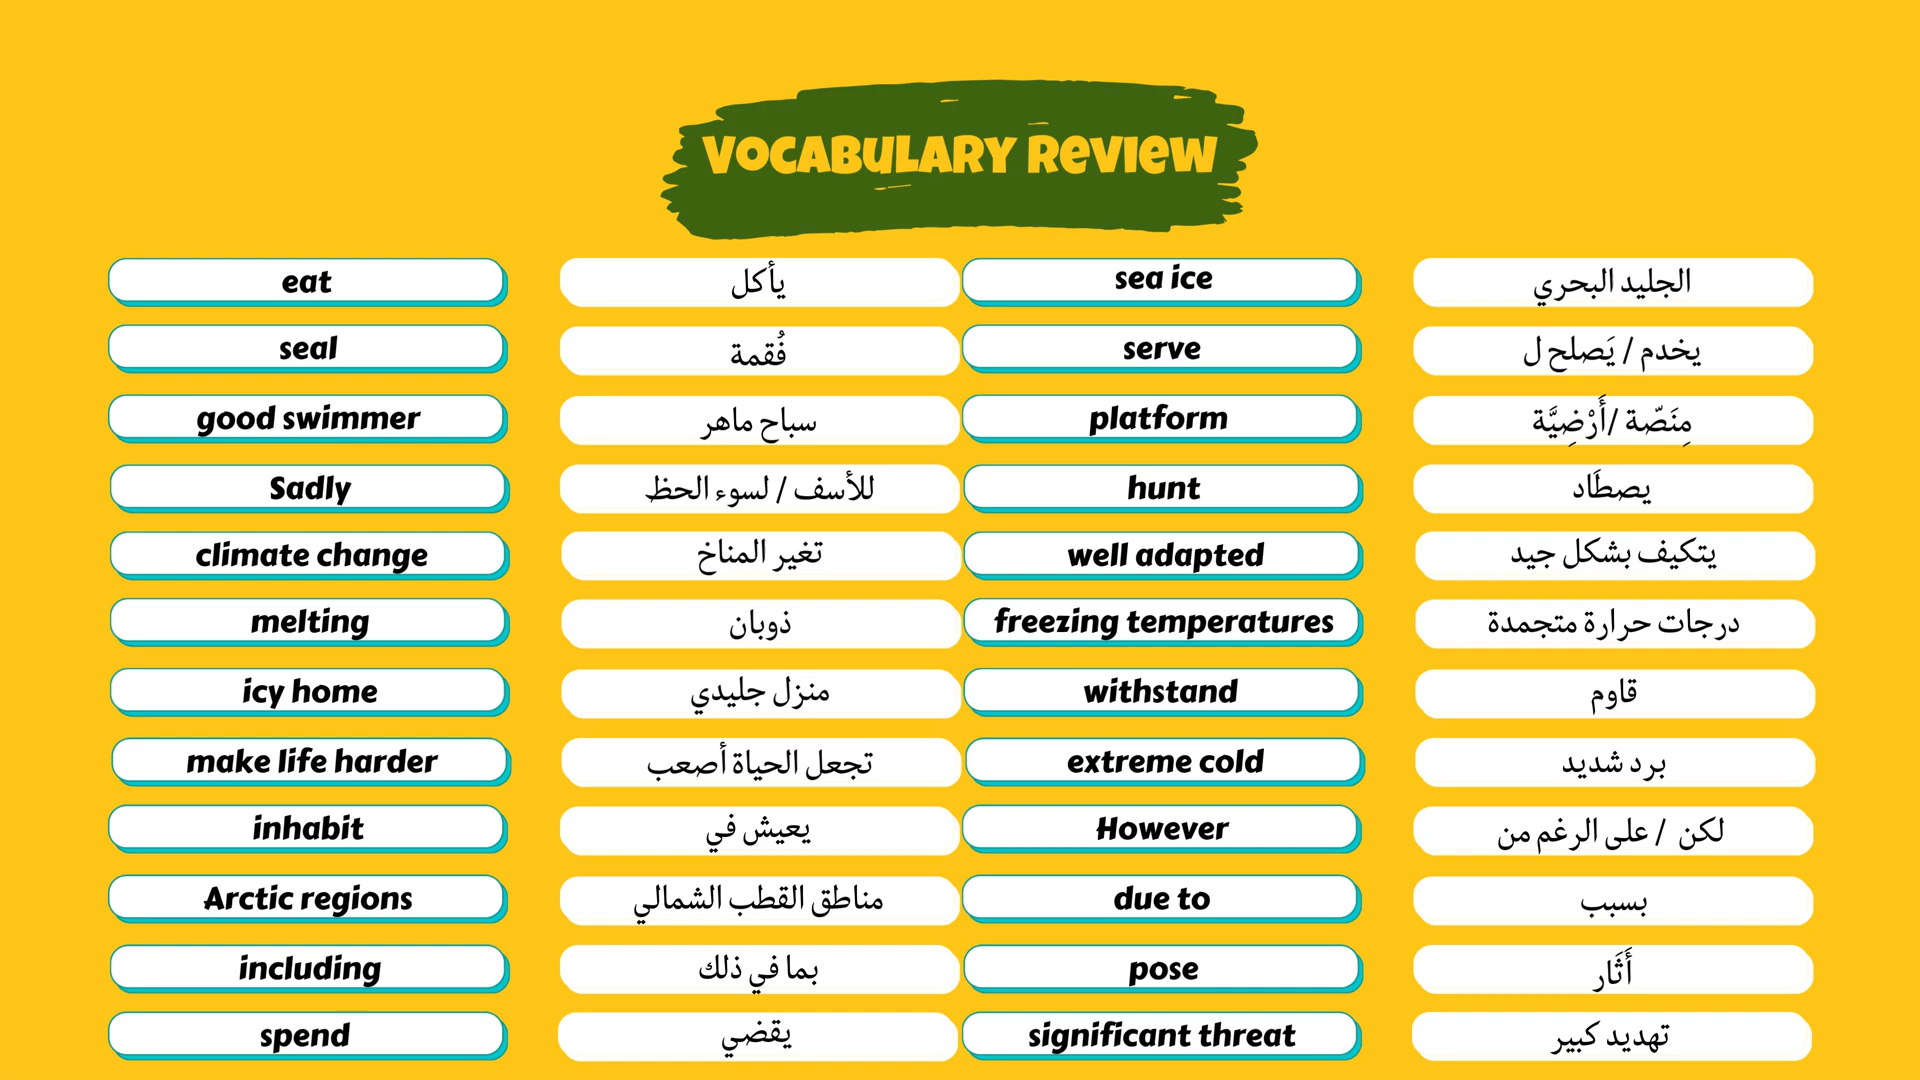 VOCABULARY REVIEW
eat
يأكل
sea ice
الجليد البحري
seal
فُقمة
serve
يخدم / يَصلح ل
good swimmer
سباح ماهر
platform
مِنَصّة /أَرْضِيَّة
Sadly
للأسف / لسوء الحظ
hunt
يصطَاد
climate change
تغير المناخ
well adapted
يتكيف بشكل جيد
melting
ذوبان
freezing temperatures
درجات حرارة متجمدة
icy home
منزل جليدي
withstand
قاوم
make life harder
تجعل الحياة أصعب
extreme cold
برد شديد
inhabit
يعيش في
However
لكن / على الرغم من
Arctic regions
مناطق القطب الشمالي
due to
بسبب
including
بما في ذلك
pose
أَثَار
spend
يقضي
significant threat
تهديد كبير